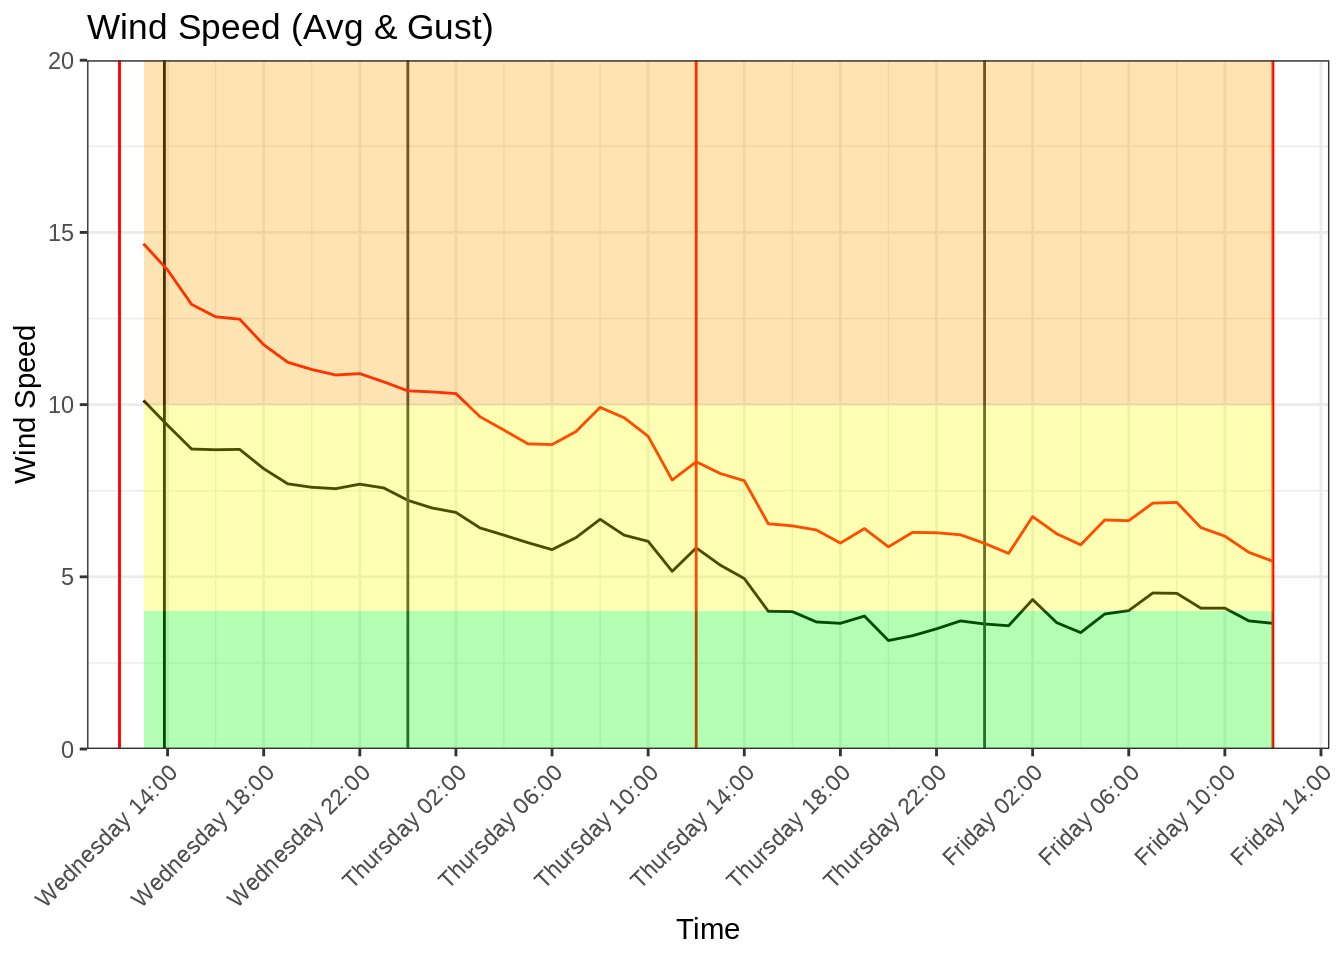 Wind Speed (Avg & Gust)
Wind Speed
20
15
10
5
0
Wednesday 14:00
Wednesday 18:00
Wednesday 22:00
Thursday 02:00
Thursday 06:00
Thursday 10:00
Thursday 14:00
Thursday 18:00
Thursday 22:00
Friday 02:00
Friday 06:00
Friday 10:00
Friday 14:00
Time